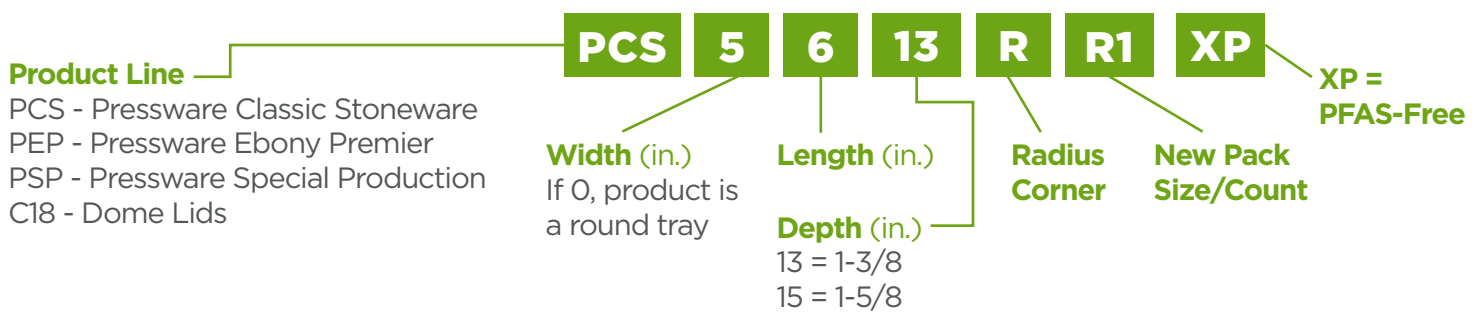 PCS 5 6 13 R R1 XP
Product Line
PCS - Pressware Classic Stoneware
PEP - Pressware Ebony Premier
PSP - Pressware Special Production
C18 - Dome Lids
Width (in.)
If 0, product is
a round tray
Length (in.)
Depth (in.)
13 = 1-3/8
15 = 1-5/8
Radius
Corner
New Pack
Size/Count
XP =
PFAS-Free